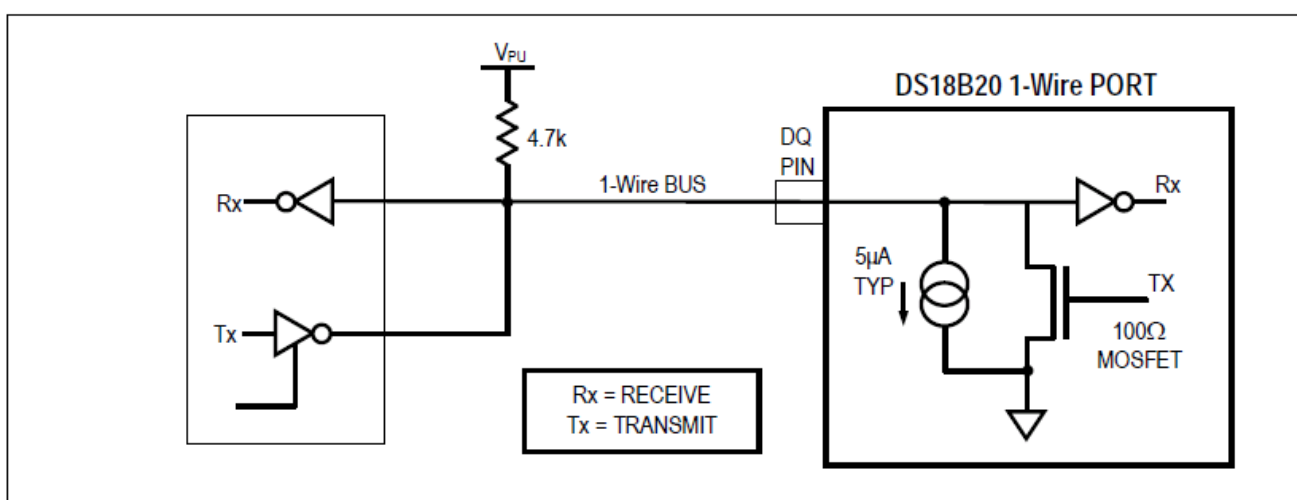 V_PU
DS18B20 1-Wire PORT
4.7k
DQ
PIN
1-Wire BUS
Rx
Rx
5µA
TYP
TX
Tx
100Ω
MOSFET
Rx = RECEIVE
Tx = TRANSMIT